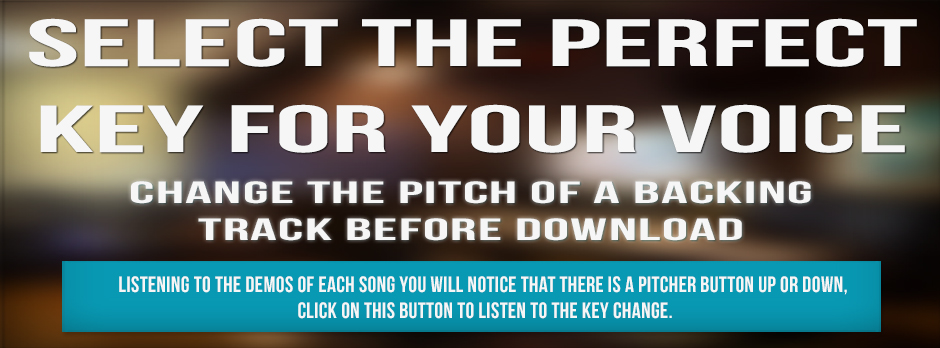 SELECT THE PERFECT
KEY FOR YOUR VOICE
CHANGE THE PITCH OF A BACKING
TRACK BEFORE DOWNLOAD
LISTENING TO THE DEMOS OF EACH SONG YOU WILL NOTICE THAT THERE IS A PITCHER BUTTON UP OR DOWN,
CLICK ON THIS BUTTON TO LISTEN TO THE KEY CHANGE.